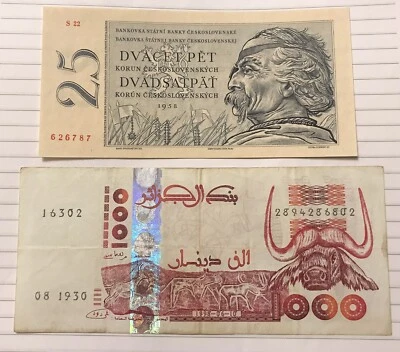 S 22
BANKOVKA STÁTNÍ BANKY ČESKOSLOVENSKÉ
BANKOVKA ŠTÁTNEJ BANKY ČESKOSLOVENSKEJ
25
DVACET PĚT
KORUN ČESKOSLOVENSKÝCH
DVADSAŤPÄŤ
KORÚN ČESKOSLOVENSKÝCH
1958
626787
بنك الجزائر
16302
1000
2894286802
ألف دينار
08 1930
1000